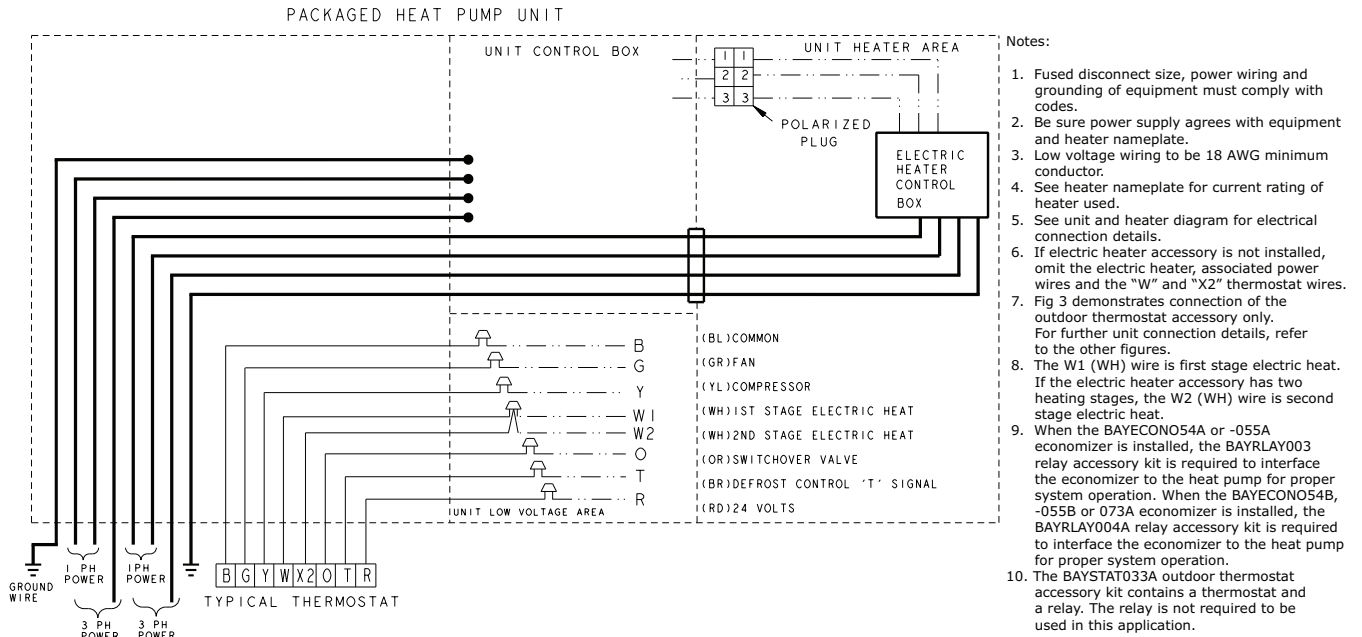 PACKAGED HEAT PUMP UNIT
UNIT CONTROL BOX
UNIT HEATER AREA
1 1
2 2
3 3
POLARIZED
PLUG
ELECTRIC
HEATER
CONTROL
BOX
B
(BL)COMMON
G
(GR)FAN
Y
(YL)COMPRESSOR
W1
(WH)1ST STAGE ELECTRIC HEAT
W2
(WH)2ND STAGE ELECTRIC HEAT
O
(OR)SWITCHOVER VALVE
T
(BR)DEFROST CONTROL 'T' SIGNAL
R
(RD)24 VOLTS
UNIT LOW VOLTAGE AREA
GROUND
WIRE
1 PH
POWER
3 PH
POWER
1PH
POWER
3 PH
POWER
B G Y W X2 O T R
TYPICAL THERMOSTAT
Notes:
1. Fused disconnect size, power wiring and
grounding of equipment must comply with
codes.
2. Be sure power supply agrees with equipment
and heater nameplate.
3. Low voltage wiring to be 18 AWG minimum
conductor.
4. See heater nameplate for current rating of
heater used.
5. See unit and heater diagram for electrical
connection details.
6. If electric heater accessory is not installed,
omit the electric heater, associated power
wires and the “W” and “X2” thermostat wires.
7. Fig 3 demonstrates connection of the
outdoor thermostat accessory only.
For further unit connection details, refer
to the other figures.
8. The W1 (WH) wire is first stage electric heat.
If the electric heater accessory has two
heating stages, the W2 (WH) wire is second
stage electric heat.
9. When the BAYECONO54A or -055A
economizer is installed, the BAYRLAY003
relay accessory kit is required to interface
the economizer to the heat pump for proper
system operation. When the BAYECONO54B,
-055B or 073A economizer is installed, the
BAYRLAY004A relay accessory kit is required
to interface the economizer to the heat pump
for proper system operation.
10. The BAYSTAT033A outdoor thermostat
accessory kit contains a thermostat and
a relay. The relay is not required to be
used in this application.